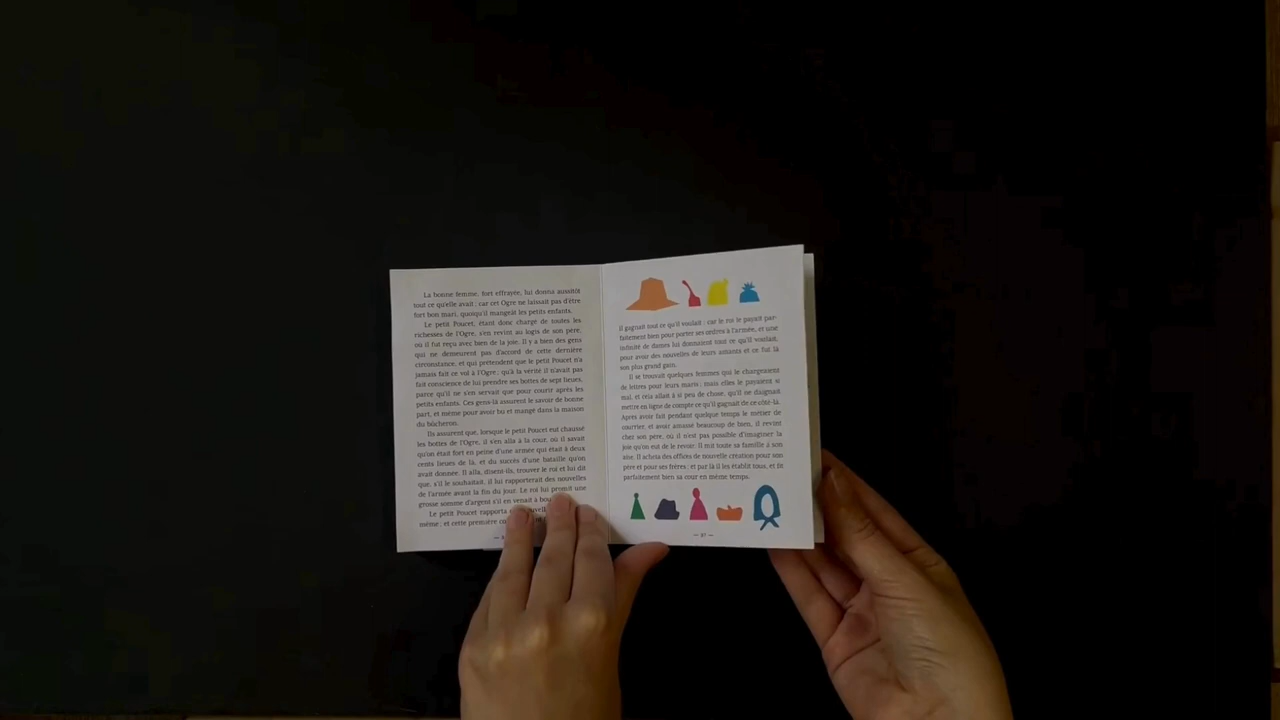 La bonne femme, fort effrayée, lui donna aussitôt
tout ce qu'elle avait ; car cet Ogre ne laissait pas d'être
fort bon mari, quoiqu'il mangeât les petits enfants.
Le petit Poucet, étant donc chargé de toutes les
richesses de l'Ogre, s'en revint au logis de son père,
où il fut reçu avec bien de la joie. Il y a bien des gens
qui ne demeurent pas d'accord de cette dernière
circonstance, et qui prétendent que le petit Poucet n'a
jamais fait ce vol à l'Ogre ; qu'à la vérité il n'avait pas
fait conscience de lui prendre ses bottes de sept lieues,
parce qu'il ne s'en servait que pour courir après les
petits enfants. Ces gens-là assurent le savoir de bonne
part, et même pour avoir bu et mangé dans la maison
du bûcheron.
Ils assurent que, lorsque le petit Poucet eut chaussé
les bottes de l'Ogre, il s'en alla à la cour, où il savait
qu'on était fort en peine d'une armée qui était à deux
cents lieues de là, et du succès d'une bataille qu'on
avait donnée. Il alla, disent-ils, trouver le roi et lui dit
que, s'il le souhaitait, il lui rapporterait des nouvelles
de l'armée avant la fin du jour. Le roi lui promit une
grosse somme d'argent s'il en venait à
Le petit Poucet rapporta
même ; et cette première
Il gagnait tout ce qu'il voulait ; car le roi le payait par-
faitement bien pour porter ses ordres à l'armée, et une
infinité de dames lui donnaient tout ce qu'il voulait,
pour avoir des nouvelles de leurs amants et ce fut là
son plus grand gain.
Il se trouvait quelques femmes qui le chargeaient
de lettres pour leurs maris ; mais elles le payaient si
mal, et cela allait à si peu de chose, qu'il ne daignait
mettre en ligne de compte ce qu'il gagnait de ce côté-là.
Après avoir fait pendant quelque temps le métier de
courrier, et avoir amassé beaucoup de bien, il revint
chez son père, où il n'est pas possible d'imaginer la
joie qu'on eut de le revoir. Il mit toute sa famille à son
aise. Il acheta des offices de nouvelle création pour son
père et pour ses frères ; et par là il les établit tous, et fit
parfaitement bien sa cour en même temps.